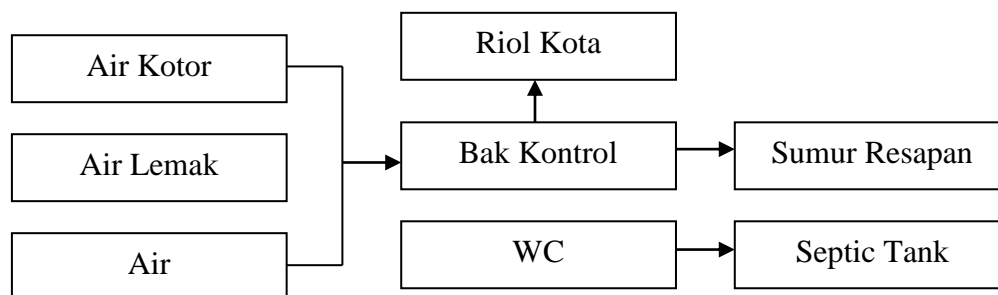 Riol Kota
Air Kotor
Air Lemak
Bak Kontrol
Sumur Resapan
Air
WC
Septic Tank